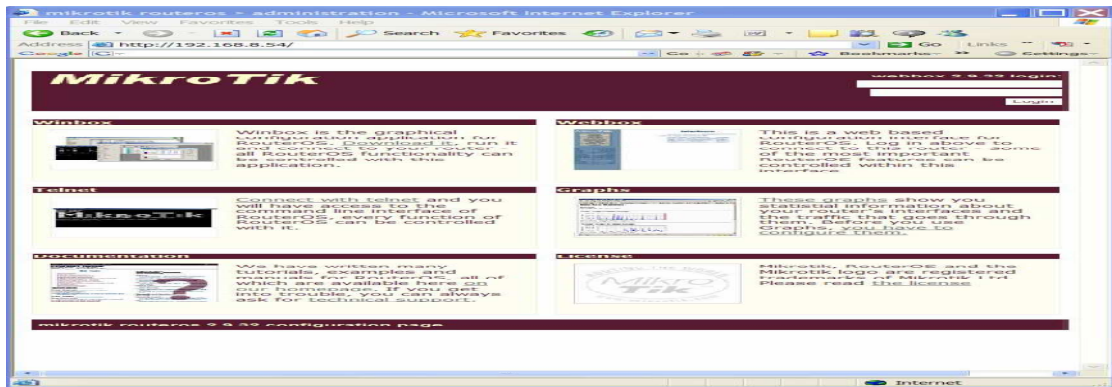 mikrotik routeros > administration - Microsoft Internet Explorer
File Edit View Favorites Tools Help
Back Search Favorites
Address http://192.168.8.54/ Go Links
Google Go Bookmarks Settings
MikroTik
webbox 2.9.32 login:
Login
Winbox
Winbox is the graphical
configuration application for
RouterOS. Download it, run it
and connect to your router -
all RouterOS functionality can
be controlled with this
application.
Webbox
This is a web based
configuration interface for
RouterOS. Log in above to
connect to this router - some
of the most important
RouterOS features can be
controlled within this
interface
Telnet
MikroTik
Connect with telnet and you
will have access to the
command line interface of
RouterOS, every function of
RouterOS can be controlled
with it.
Graphs
These graphs show you
statistial information about
your router's interfaces and
the traffic that goes through
them. Before you use
Graphs, you have to
configure them.
Documentation
We have written many
tutorials, examples and
manuals for RouterOS, all of
which are available here on
our homepage. If you get
into trouble, you can always
ask for technical support.
License
Mikro
Tik
Mikrotik, RouterOS and the
Mikrotik logo are registered
trademarks of Mikrotik Ltd
Please read the license
mikrotik routeros 2.9.32 configuration page
Internet